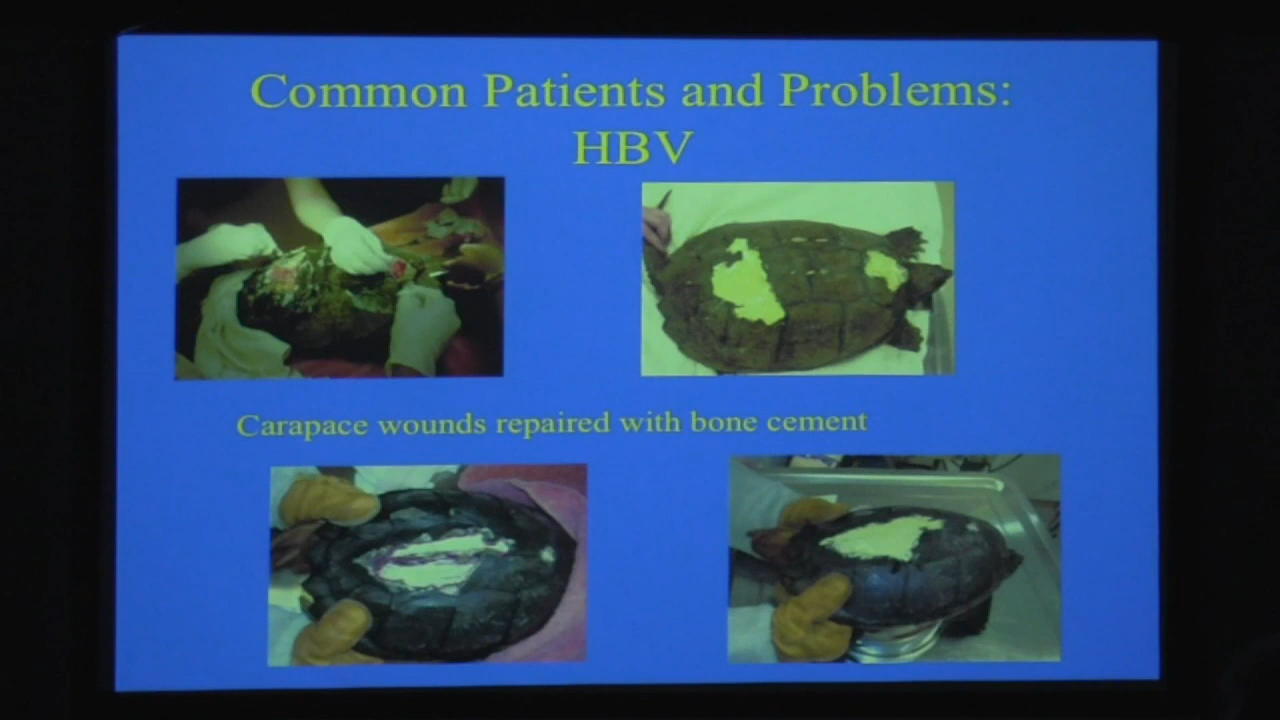 Common Patients and Problems:
HBV
Carapace wounds repaired with bone cement